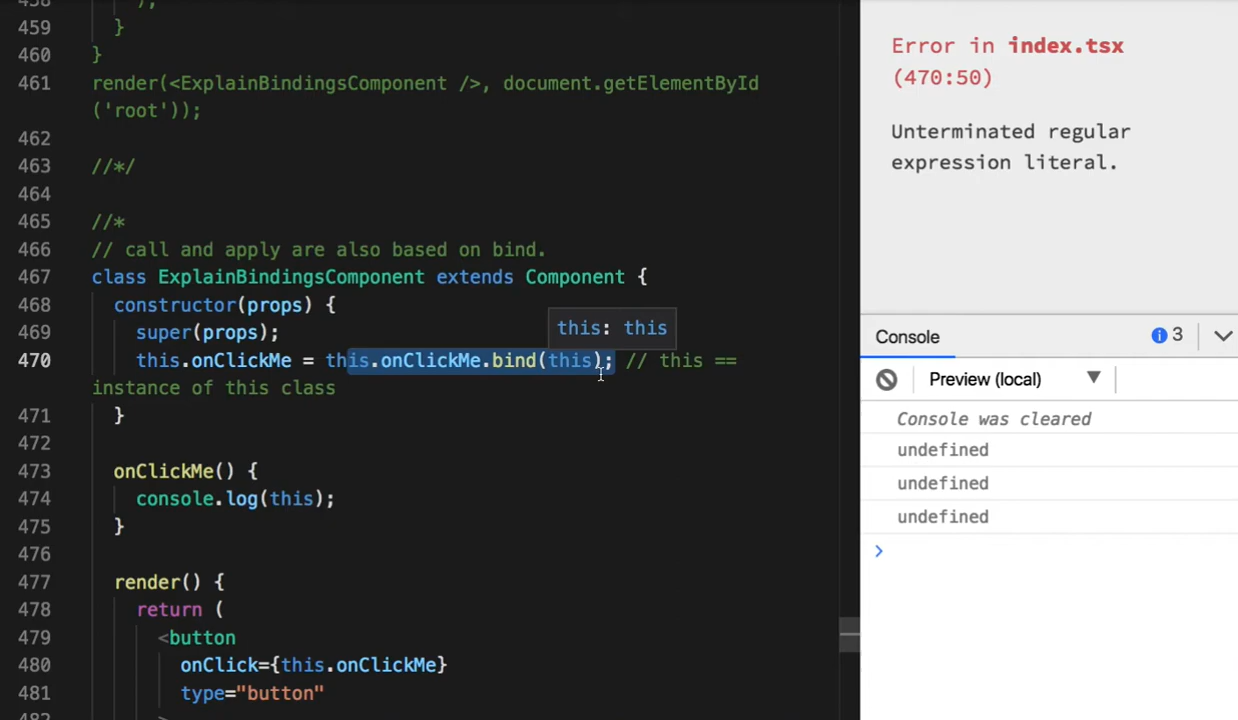 458 );
459 }
460 }
461 render(<ExplainBindingsComponent />, document.getElementById
('root'));
462
463 //*/
464
465 //*
466 // call and apply are also based on bind.
467 class ExplainBindingsComponent extends Component {
468 constructor(props) {
469 super(props);
this: this
470 this.onClickMe = this.onClickMe.bind(this); // this ==
instance of this class
471 }
472
473 onClickMe() {
474 console.log(this);
475 }
476
477 render() {
478 return (
479 <button
480 onClick={this.onClickMe}
481 type="button"
482 >
Error in index.tsx
(470:50)
Unterminated regular
expression literal.
Console
3
Preview (local)
Console was cleared
undefined
undefined
undefined